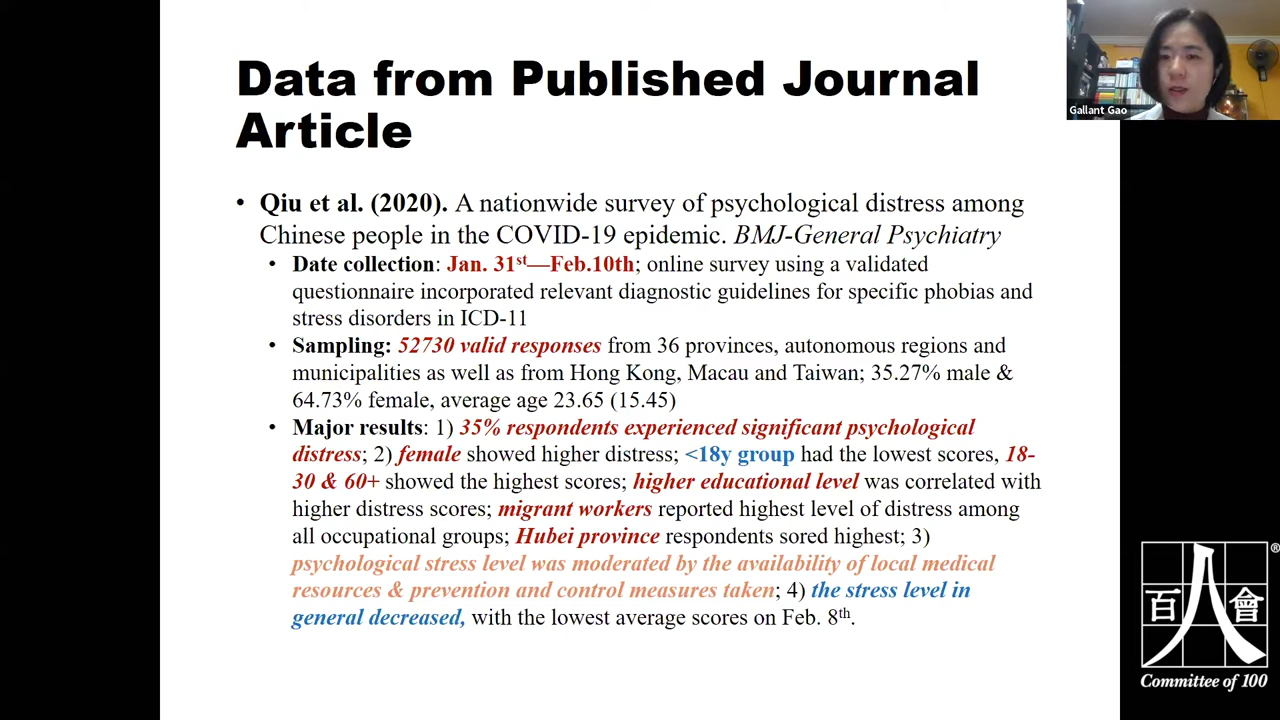 Data from Published Journal
Article
• Qiu et al. (2020). A nationwide survey of psychological distress among
Chinese people in the COVID-19 epidemic. BMJ-General Psychiatry
• Date collection: Jan. 31st—Feb.10th; online survey using a validated
questionnaire incorporated relevant diagnostic guidelines for specific phobias and
stress disorders in ICD-11
• Sampling: 52730 valid responses from 36 provinces, autonomous regions and
municipalities as well as from Hong Kong, Macau and Taiwan; 35.27% male &
64.73% female, average age 23.65 (15.45)
• Major results: 1) 35% respondents experienced significant psychological
distress; 2) female showed higher distress; <18y group had the lowest scores, 18-
30 & 60+ showed the highest scores; higher educational level was correlated with
higher distress scores; migrant workers reported highest level of distress among
all occupational groups; Hubei province respondents sored highest; 3)
psychological stress level was moderated by the availability of local medical
resources & prevention and control measures taken; 4) the stress level in
general decreased, with the lowest average scores on Feb. 8th.
Gallant Gao
百人會®
Committee of 100